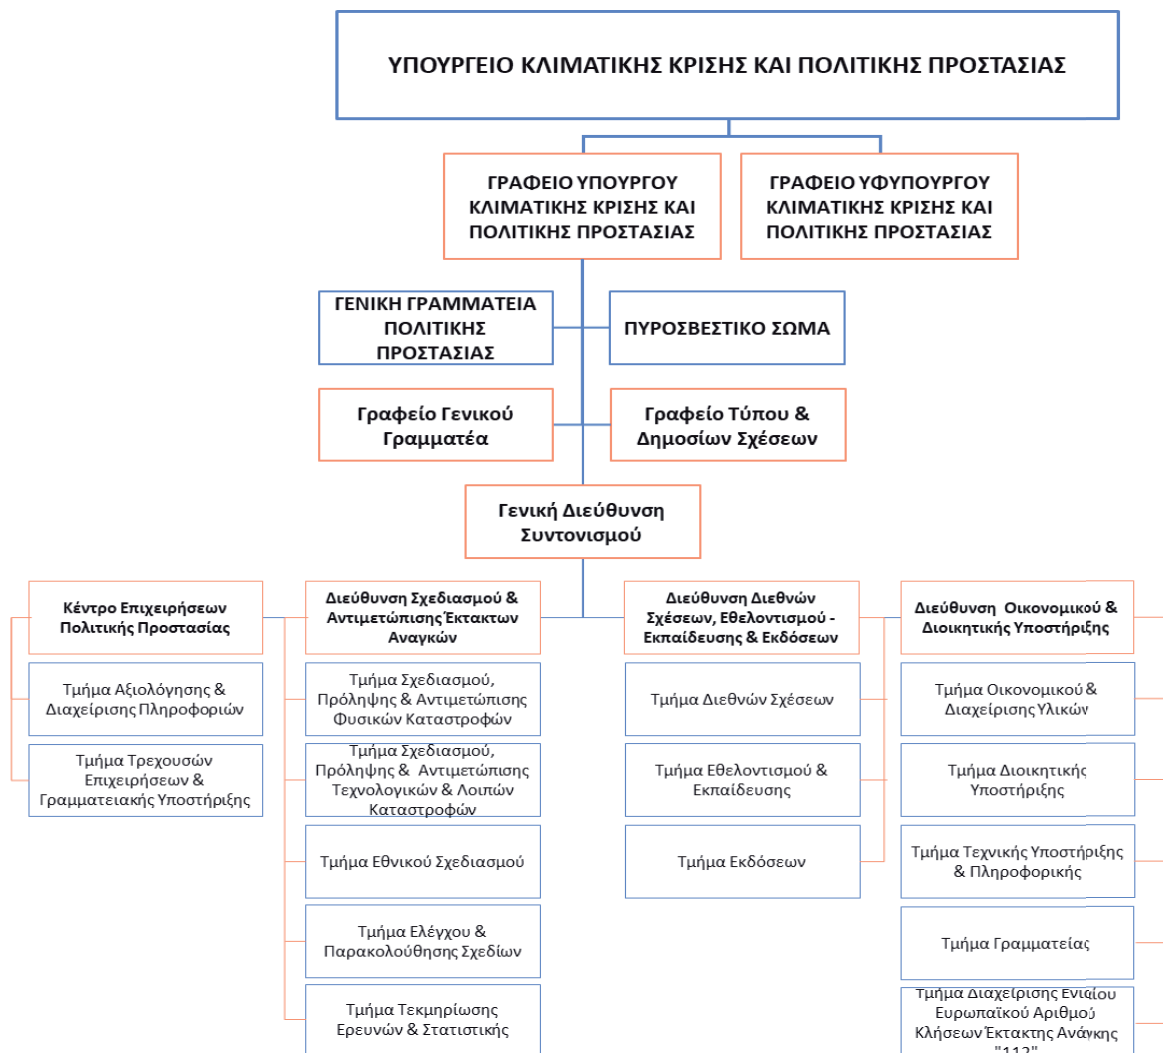 ΥΠΟΥΡΓΕΙΟ ΚΛΙΜΑΤΙΚΗΣ ΚΡΙΣΗΣ ΚΑΙ ΠΟΛΙΤΙΚΗΣ ΠΡΟΣΤΑΣΙΑΣ
ΓΡΑΦΕΙΟ ΥΠΟΥΡΓΟΥ
ΚΛΙΜΑΤΙΚΗΣ ΚΡΙΣΗΣ ΚΑΙ
ΠΟΛΙΤΙΚΗΣ ΠΡΟΣΤΑΣΙΑΣ
ΓΡΑΦΕΙΟ ΥΦΥΠΟΥΡΓΟΥ
ΚΛΙΜΑΤΙΚΗΣ ΚΡΙΣΗΣ ΚΑΙ
ΠΟΛΙΤΙΚΗΣ ΠΡΟΣΤΑΣΙΑΣ
ΓΕΝΙΚΗ ΓΡΑΜΜΑΤΕΙΑ
ΠΟΛΙΤΙΚΗΣ
ΠΡΟΣΤΑΣΙΑΣ
ΠΥΡΟΣΒΕΣΤΙΚΟ ΣΩΜΑ
Γραφείο Γενικού
Γραμματέα
Γραφείο Τύπου &
Δημοσίων Σχέσεων
Γενική Διεύθυνση
Συντονισμού
Κέντρο Επιχειρήσεων
Πολιτικής Προστασίας
Τμήμα Αξιολόγησης &
Διαχείρισης Πληροφοριών
Τμήμα Τρεχουσών
Επιχειρήσεων &
Γραμματειακής Υποστήριξης
Διεύθυνση Σχεδιασμού &
Αντιμετώπισης Έκτακτων
Αναγκών
Τμήμα Σχεδιασμού,
Πρόληψης & Αντιμετώπισης
Φυσικών Καταστροφών
Τμήμα Σχεδιασμού,
Πρόληψης & Αντιμετώπισης
Τεχνολογικών & Λοιπών
Καταστροφών
Τμήμα Εθνικού Σχεδιασμού
Τμήμα Ελέγχου &
Παρακολούθησης Σχεδίων
Τμήμα Τεκμηρίωσης
Ερευνών & Στατιστικής
Διεύθυνση Διεθνών
Σχέσεων, Εθελοντισμού -
Εκπαίδευσης & Εκδόσεων
Τμήμα Διεθνών Σχέσεων
Τμήμα Εθελοντισμού &
Εκπαίδευσης
Τμήμα Εκδόσεων
Διεύθυνση Οικονομικού &
Διοικητικής Υποστήριξης
Τμήμα Οικονομικού &
Διαχείρισης Υλικών
Τμήμα Διοικητικής
Υποστήριξης
Τμήμα Τεχνικής Υποστήριξης
& Πληροφορικής
Τμήμα Γραμματείας
Τμήμα Διαχείρισης Ενιαίου
Ευρωπαϊκού Αριθμού
Κλήσεων Έκτακτης Ανάγκης
"112"